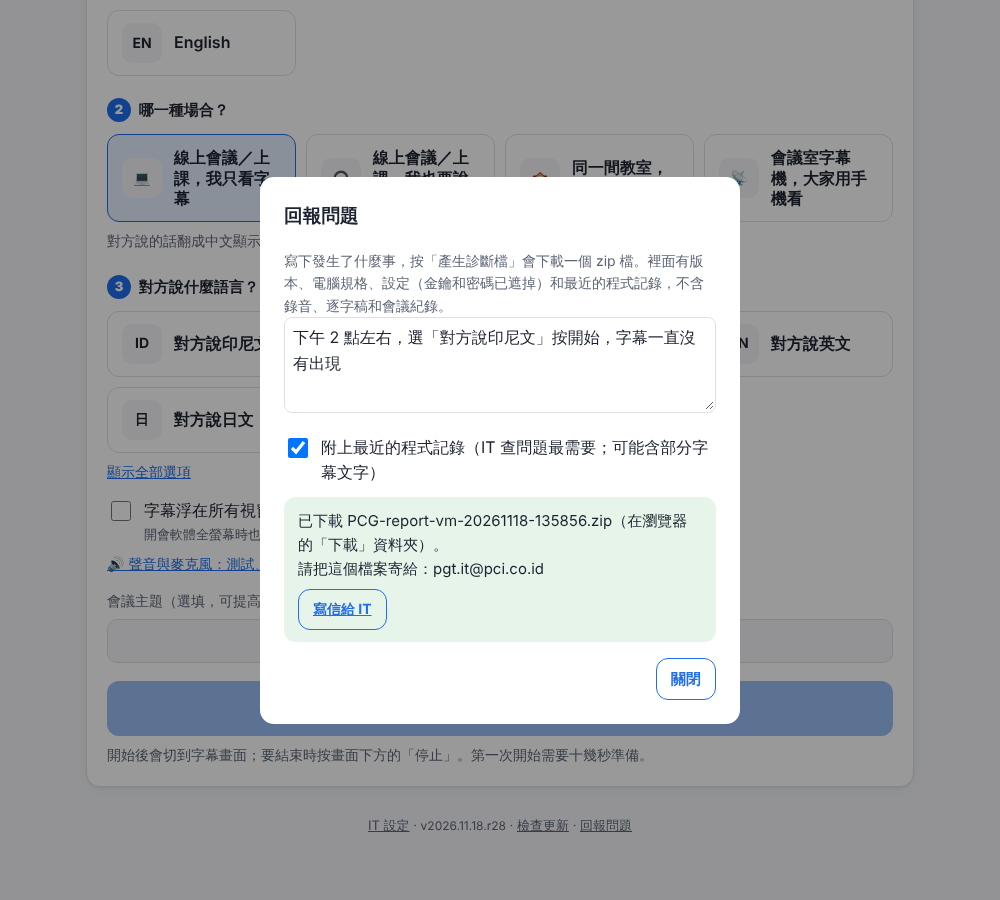 EN English
2 哪一種場合？
線上會議／上
課，我只看字
幕
線上會議／上
同一間教室，
會議室字幕
機，大家用手
機看
對方說的話翻成中文顯示
3 對方說什麼語言？
ID 對方說印尼文
對方說英文
日 對方說日文
顯示全部選項
字幕浮在所有視窗
開會軟體全螢幕時也
聲音與麥克風：測試
會議主題（選填，可提高
回報問題
寫下發生了什麼事，按「產生診斷檔」會下載一個 zip 檔。裡面有版
本、電腦規格、設定（金鑰和密碼已遮掉）和最近的程式記錄，不含
錄音、逐字稿和會議紀錄。
下午 2 點左右，選「對方說印尼文」按開始，字幕一直沒
有出現
附上最近的程式記錄（IT 查問題最需要；可能含部分字
幕文字）
已下載 PCG-report-vm-20261118-135856.zip（在瀏覽器
的「下載」資料夾）。
請把這個檔案寄給：pgt.it@pci.co.id
寫信給 IT
關閉
開始後會切到字幕畫面；要結束時按畫面下方的「停止」。第一次開始需要十幾秒準備。
IT 設定 · v2026.11.18.r28 · 檢查更新 · 回報問題